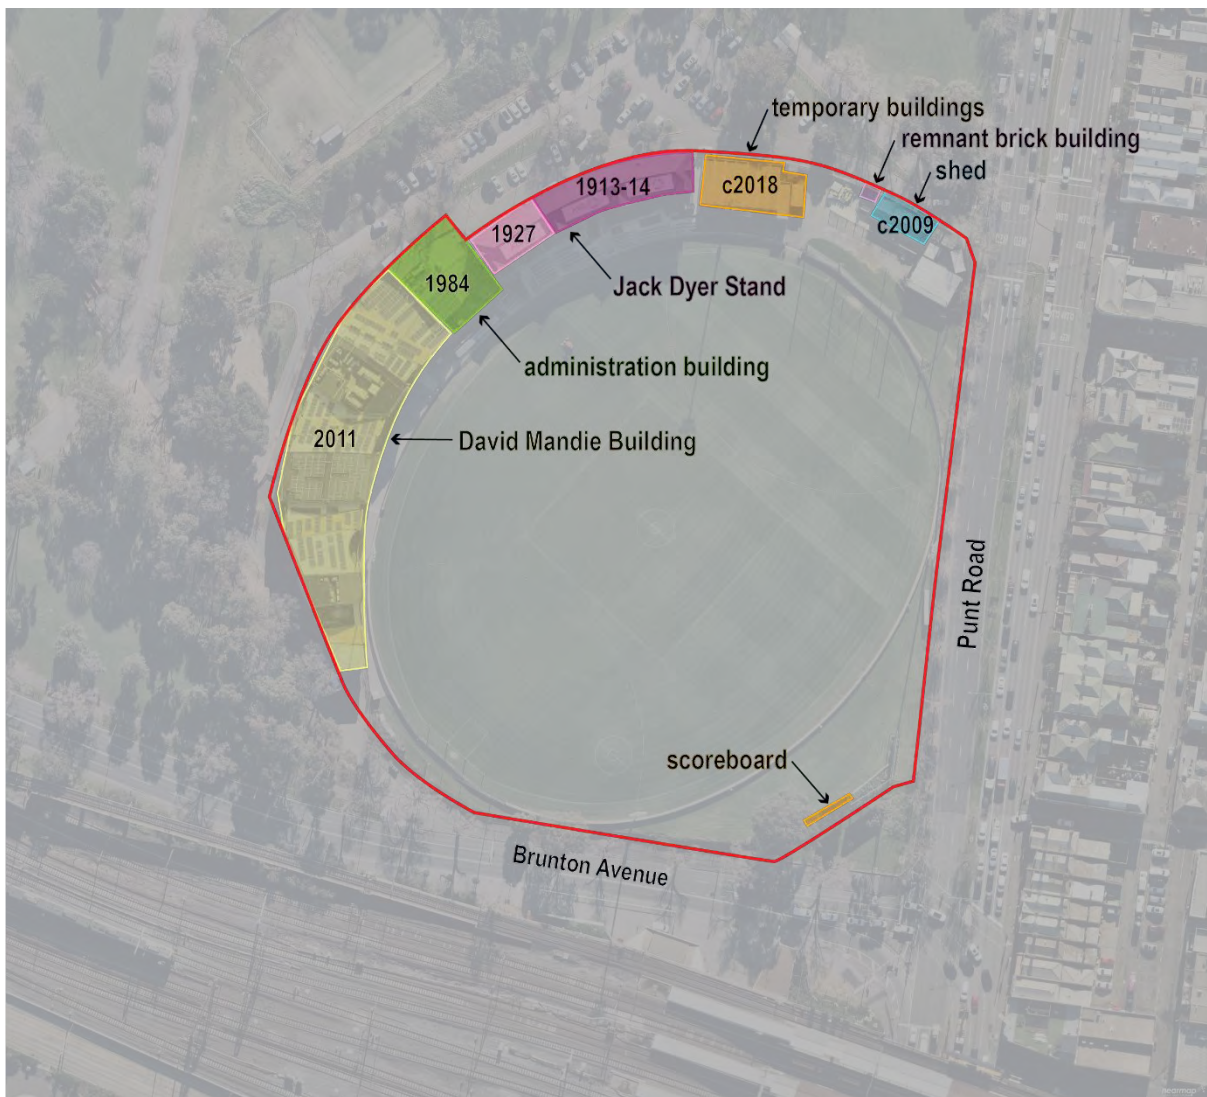 temporary buildings
remnant brick building
shed
1913-14
c2018
c2009
1927
1984
Jack Dyer Stand
administration building
2011
David Mandie Building
Punt Road
scoreboard
Brunton Avenue
nearmap